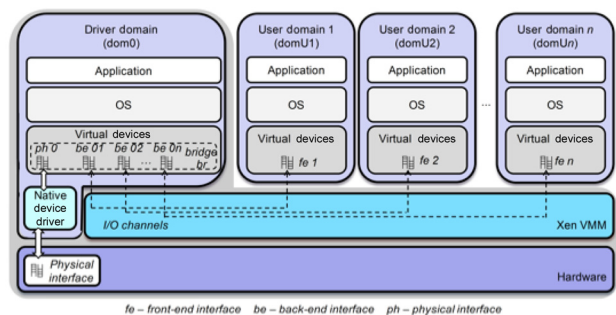 Driver domain
(dom0)
User domain 1
(domU1)
User domain 2
(domU2)
User domain n
(domUn)
Application
Application
Application
Application
OS
OS
OS
...
OS
Virtual devices
Virtual devices
Virtual devices
Virtual devices
ph 0 be 01 be 02 ... be 0n bridge
br
fe 1
fe 2
fe n
Native
device
driver
I/O channels
Xen VMM
Physical
interface
Hardware
fe – front-end interface be – back-end interface ph – physical interface